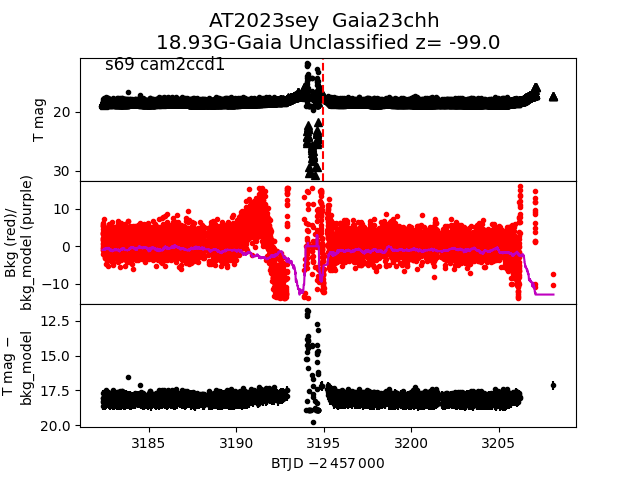 AT2023sey  Gaia23chh
18.93G-Gaia Unclassified z= -99.0
s69 cam2ccd1
T mag
20
30
Bkg (red)/
bkg_model (purple)
10
0
−10
T mag −
bkg_model
12.5
15.0
17.5
20.0
3185 3190 3195 3200 3205
BTJD −2 457 000